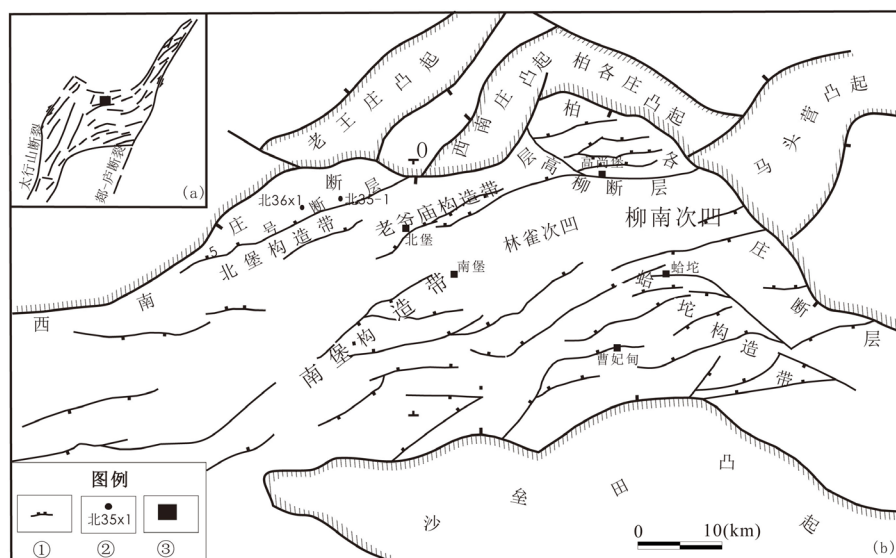 太行山断裂
郯-庐断裂
(a)
老王庄凸起
西南庄凸起
柏各庄凸起
马头营凸起
0
柏各庄断层
高尚堡
高柳断层
西南庄断层
北36x1
北35-1
5号断层
北堡构造带
老爷庙构造带
北堡
林雀次凹
柳南次凹
南堡
南堡构造带
蛤坨
蛤坨构造带
曹妃甸
沙垒田凸起
图例
北35x1
①
②
③
0
10(km)
(b)